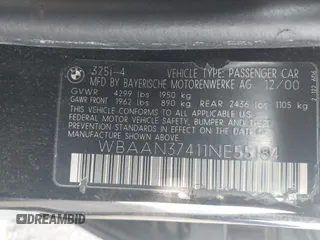 325i-4 VEHICLE TYPE: PASSENGER CAR
MFD BY BAYERISCHE MOTORENWERKE AG 12/00
GVWR 4299 lbs 1950 kg
GAWR FRONT 1962 lbs 890 kg REAR 2436 lbs 1105 kg
THIS VEHICLE CONFORMS TO ALL APPLICABLE
U.S. FEDERAL MOTOR VEHICLE SAFETY, BUMPER,
AND THEFT PREVENTION STANDARDS IN EFFECT ON
THE DATE OF MANUFACTURE SHOWN ABOVE.
DREAMBID